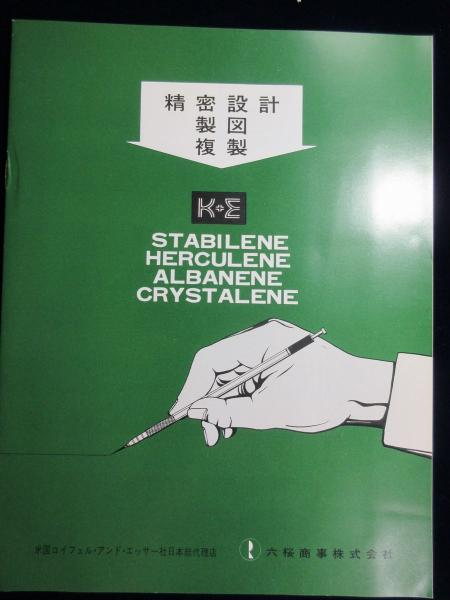 精密設計
製図
複製
K+E
STABILENE
HERCULENE
ALBANENE
CRYSTALENE
米国コイフェル・アンド・エッサー社日本総代理店
R 六桜商事株式会社